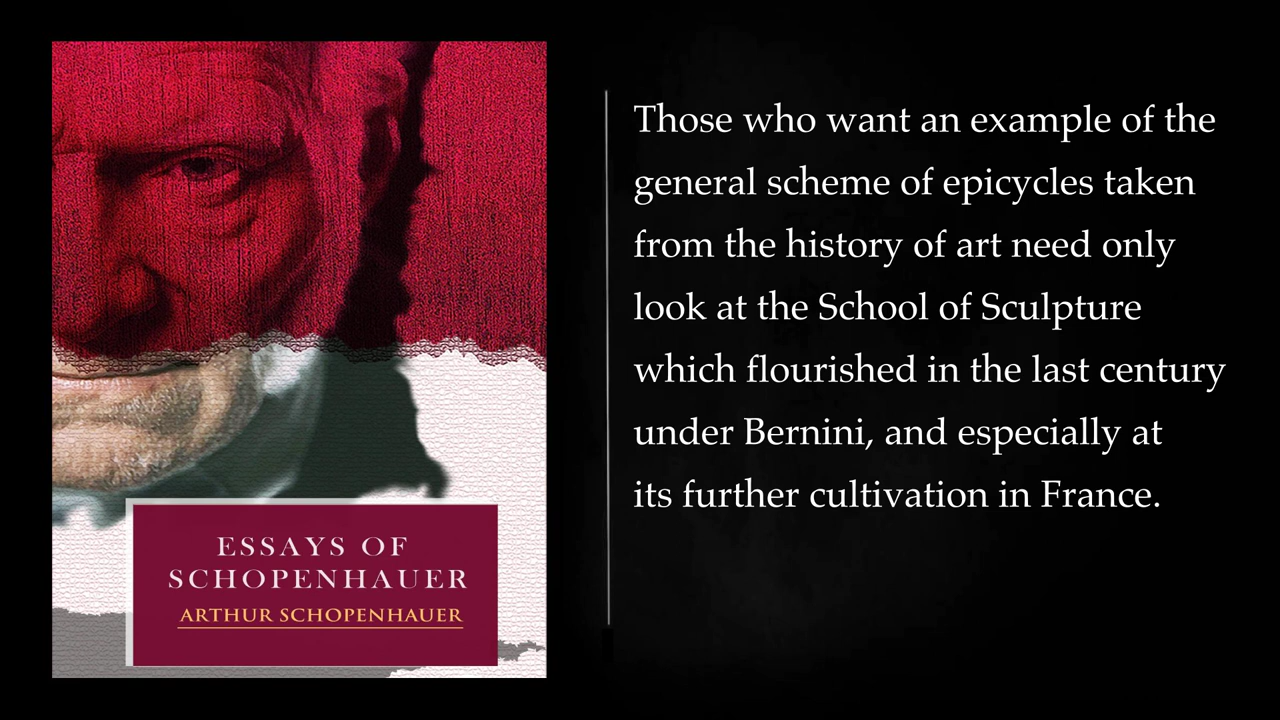 ESSAYS OF
SCHOPENHAUER
ARTHUR SCHOPENHAUER
Those who want an example of the
general scheme of epicycles taken
from the history of art need only
look at the School of Sculpture
which flourished in the last century
under Bernini, and especially at
its further cultivation in France.